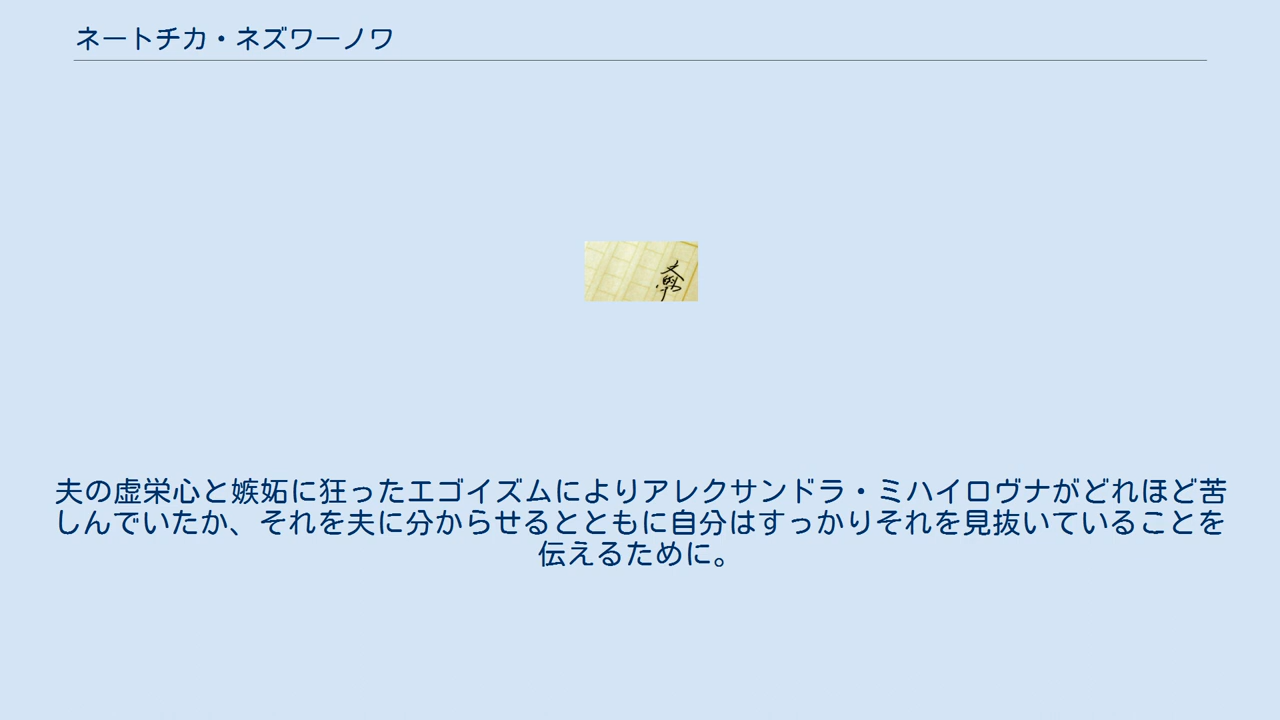 ネートチカ・ネズワーノワ
夫の虚栄心と嫉妬に狂ったエゴイズムによりアレクサンドラ・ミハイロヴナがどれほど苦
しんでいたか、それを夫に分からせるとともに自分はすっかりそれを見抜いていることを
伝えるために。